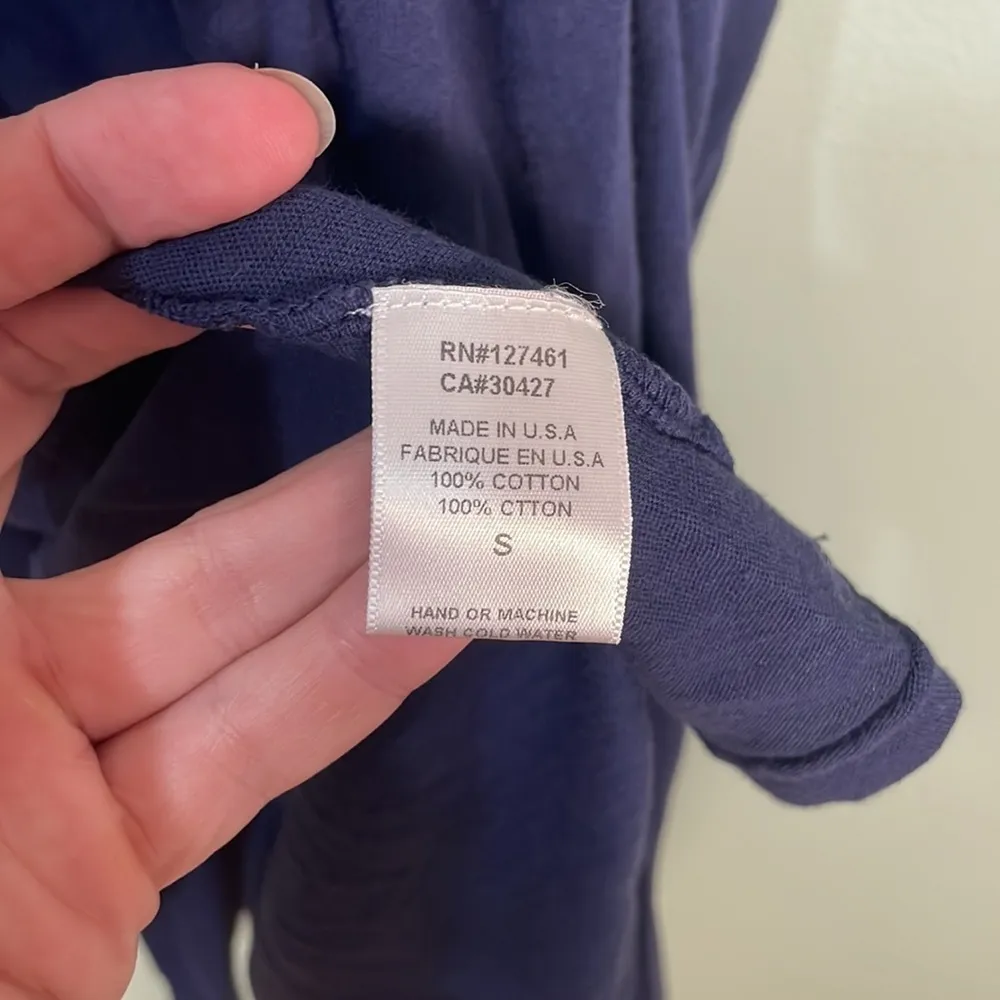 RN#127461
CA#30427
MADE IN U.S.A
FABRIQUE EN U.S.A
100% COTTON
100% CTTON
S
HAND OR MACHINE
WASH COLD WATER